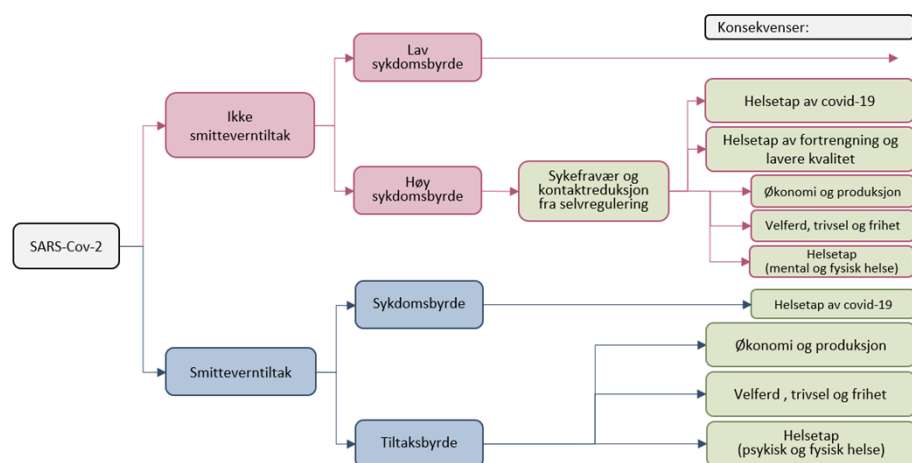 Konsekvenser:
Lav
sykdomsbyrde
Ikke
smitteverntiltak
Høy
sykdomsbyrde
Sykefravær og
kontaktreduksjon
fra selvregulering
Helsetap av covid-19
Helsetap av fortrengning og
lavere kvalitet
Økonomi og produksjon
Velferd, trivsel og frihet
Helsetap
(mental og fysisk helse)
SARS-Cov-2
Smitteverntiltak
Sykdomsbyrde
Helsetap av covid-19
Tiltaksbyrde
Økonomi og produksjon
Velferd , trivsel og frihet
Helsetap
(psykisk og fysisk helse)